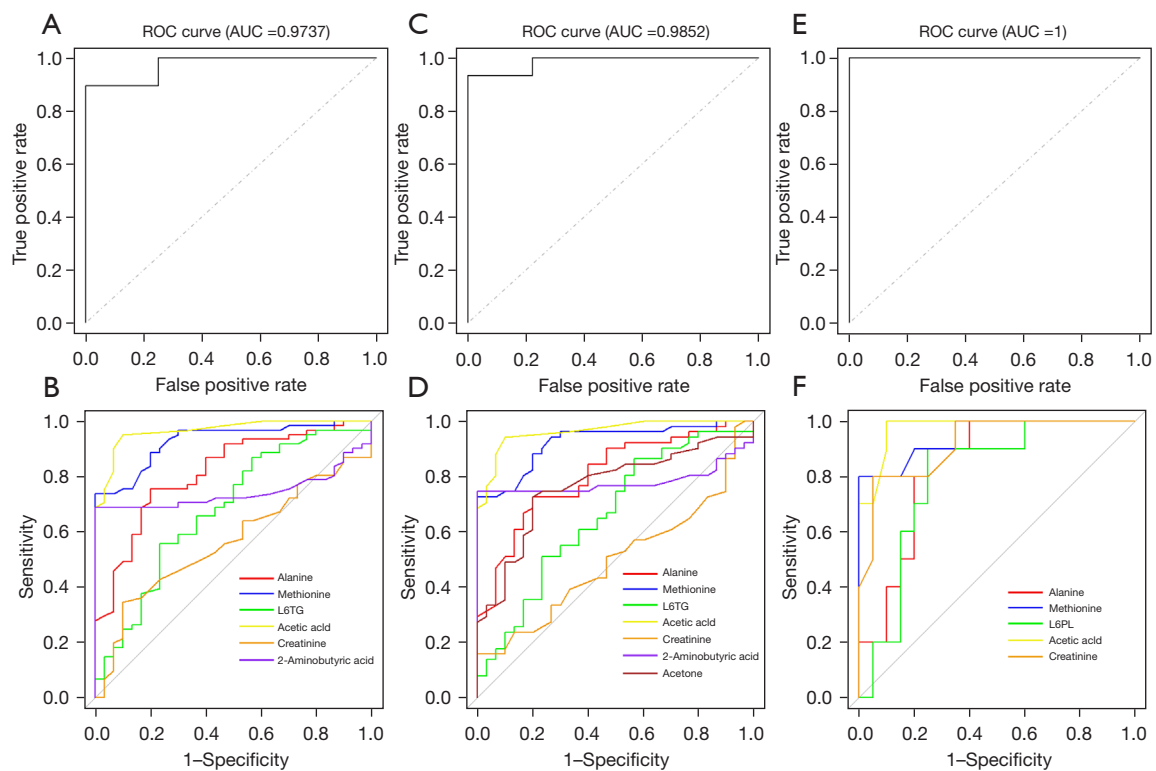 A
ROC curve (AUC =0.9737)
1.0
0.8
0.6
0.4
0.2
0.0
True positive rate
0.0 0.2 0.4 0.6 0.8 1.0
False positive rate
C
ROC curve (AUC =0.9852)
1.0
0.8
0.6
0.4
0.2
0.0
True positive rate
0.0 0.2 0.4 0.6 0.8 1.0
False positive rate
E
ROC curve (AUC =1)
1.0
0.8
0.6
0.4
0.2
0.0
True positive rate
0.0 0.2 0.4 0.6 0.8 1.0
False positive rate
B
1.0
0.8
0.6
0.4
0.2
0.0
Sensitivity
Alanine
Methionine
L6TG
Acetic acld
Creatinine
2-Aminobutyric acid
0.0 0.2 0.4 0.6 0.8 1.0
1–Specificity
D
1.0
0.8
0.6
0.4
0.2
0.0
Sensitivity
Alanine
Methionine
L6TG
Acetic acld
Creatinine
2-Aminobutyric acid
Acetone
0.0 0.2 0.4 0.6 0.8 1.0
1–Specificity
F
1.0
0.8
0.6
0.4
0.2
0.0
Sensitivity
Alanine
Methionine
L6PL
Acetic acld
Creatinine
0.0 0.2 0.4 0.6 0.8 1.0
1–Specificity